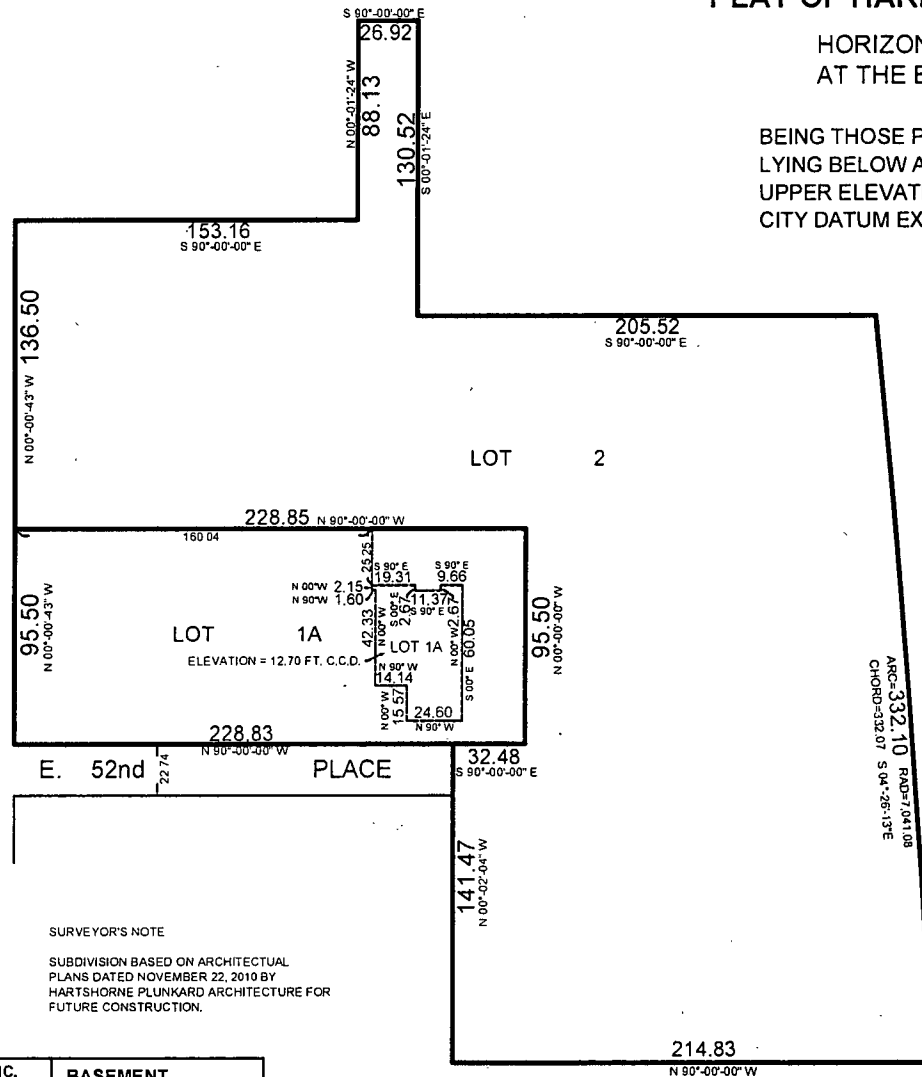 S 90°-00'-00" E
26.92
N 00°-01'-24" W
88.13
130.52
S 00°-01'-24" E
HORIZON
AT THE
BEING THOSE
LYING BELOW
UPPER
CITY DATUM
153.16
S 90°-00'-00" E
136.50
N 00°-00'-43" W
205.52
S 90°-00'-00" E
LOT 2
228.85 N 90°-00'-00" W
160 04
25.25
S 90° E
19.31
S 90° E
9.66
N 00°W 2.15
N 90°W 1.60
S 00° E
2.67
11.37
S 90° E
2.67
N 00° W
42.33
N 00° W
60.05
S 00° E
95.50
N 00°-00'-43" W
95.50
N 00°-00'-00" W
LOT 1A
LOT 1A
ELEVATION = 12.70 FT. C.C.D.
N 90° W
14.14
N 00° W
15.57
24.60
N 90° W
228.83
N 90°-00'-00" W
32.48
S 90°-00'-00" E
E. 52nd PLACE
22 74
ARC=332.10 RAD=7,041.08
CHORD=332.07 S 04°-26'-13"E
141.47
N 00°-02'-04" W
SURVEYOR'S NOTE
SUBDIVISION BASED ON ARCHITECTUAL
PLANS DATED NOVEMBER 22, 2010 BY
HARTSHORNE PLUNKARD ARCHITECTURE FOR
FUTURE CONSTRUCTION.
214.83
N 90°-00'-00" W
BASEMENT